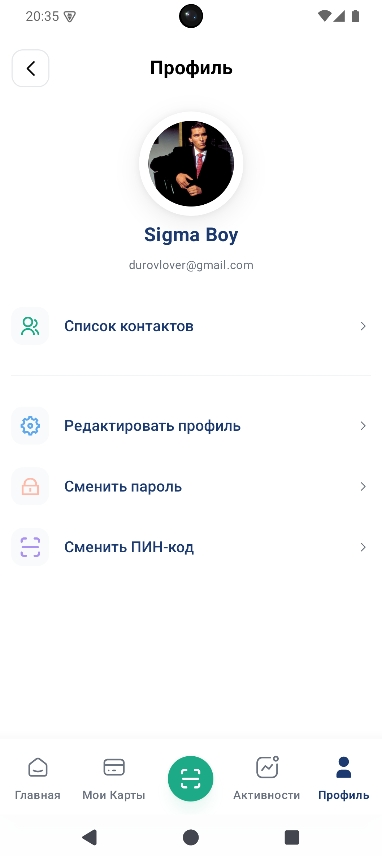 20:35
Профиль
Sigma Boy
durovlover@gmail.com
Список контактов
Редактировать профиль
Сменить пароль
Сменить ПИН-код
Главная Мои Карты Активности Профиль